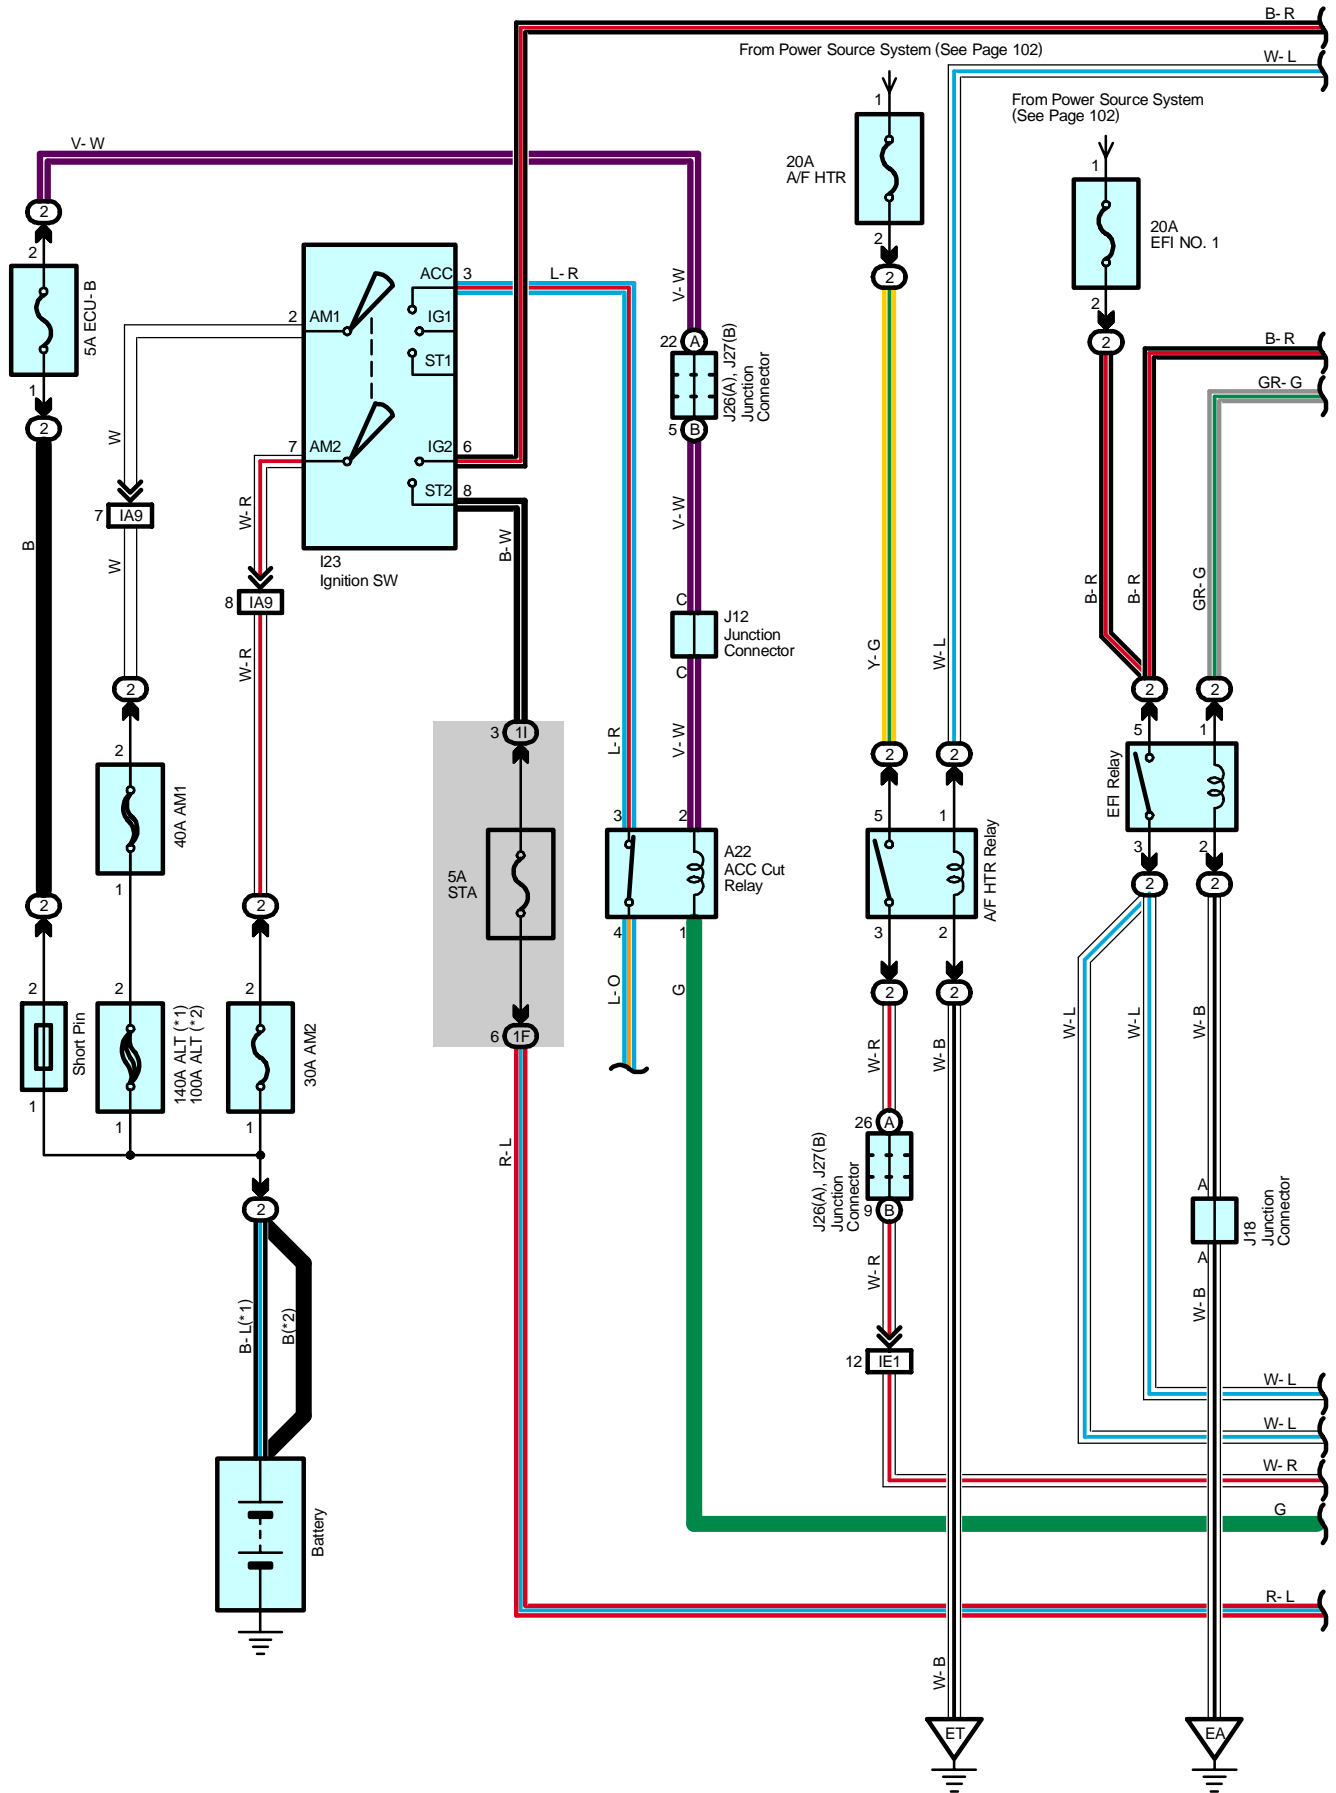 B- R
From Power Source System (See Page 102)
W- L
1
From Power Source System
(See Page 102)
V- W
20A
A/F HTR
1
2
2
20A
EFI NO. 1
2
2
2
2
5A ECU- B
1
2
2
AM1
ACC
3
L- R
IG1
ST1
7
AM2
IG2
6
ST2
8
I23
Ignition SW
V- W
22
A
J26(A), J27(B)
Junction
Connector
5
B
B- R
GR- G
W
7
IA9
W
W- R
8
IA9
W- R
B
B- W
V- W
C
J12
Junction
Connector
C
Y- G
W- L
B- R
B- R
GR- G
2
2
2
2
2
2
40A AM1
1
2
3
1I
5A
STA
6
1F
L- R
V- W
3
2
A22
ACC Cut
Relay
4
1
L- O
G
5
1
A/F HTR Relay
3
2
2
2
5
1
EFI Relay
3
2
2
2
2
2
Short Pin
1
2
140A ALT (*1)
100A ALT (*2)
1
2
30A AM2
1
2
R- L
W- R
W- B
W- L
W- L
W- B
26
A
J26(A), J27(B)
Junction
Connector
9
B
W- R
12
IE1
A
J18
Junction
Connector
A
W- B
B- L(*1)
B(*2)
W- L
W- L
W- R
G
Battery
R- L
W- B
ET
EA